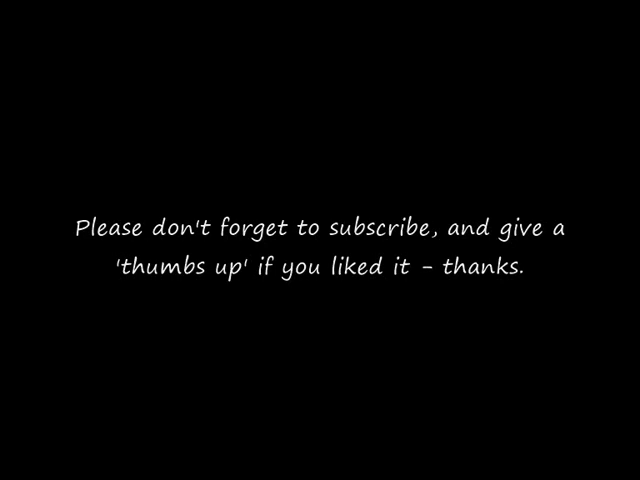 Please don't forget to subscribe, and give a
'thumbs up' if you liked it - thanks.